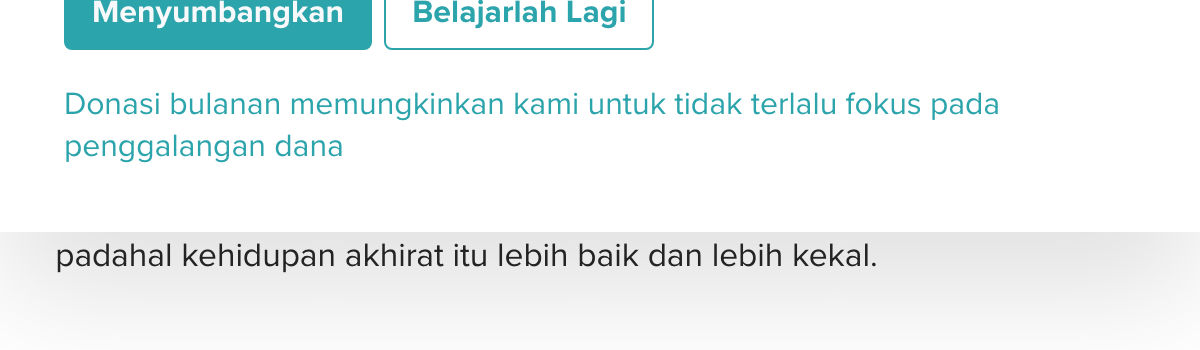 Menyumbangkan
Belajarlah Lagi
Donasi bulanan memungkinkan kami untuk tidak terlalu fokus pada
penggalangan dana
padahal kehidupan akhirat itu lebih baik dan lebih kekal.